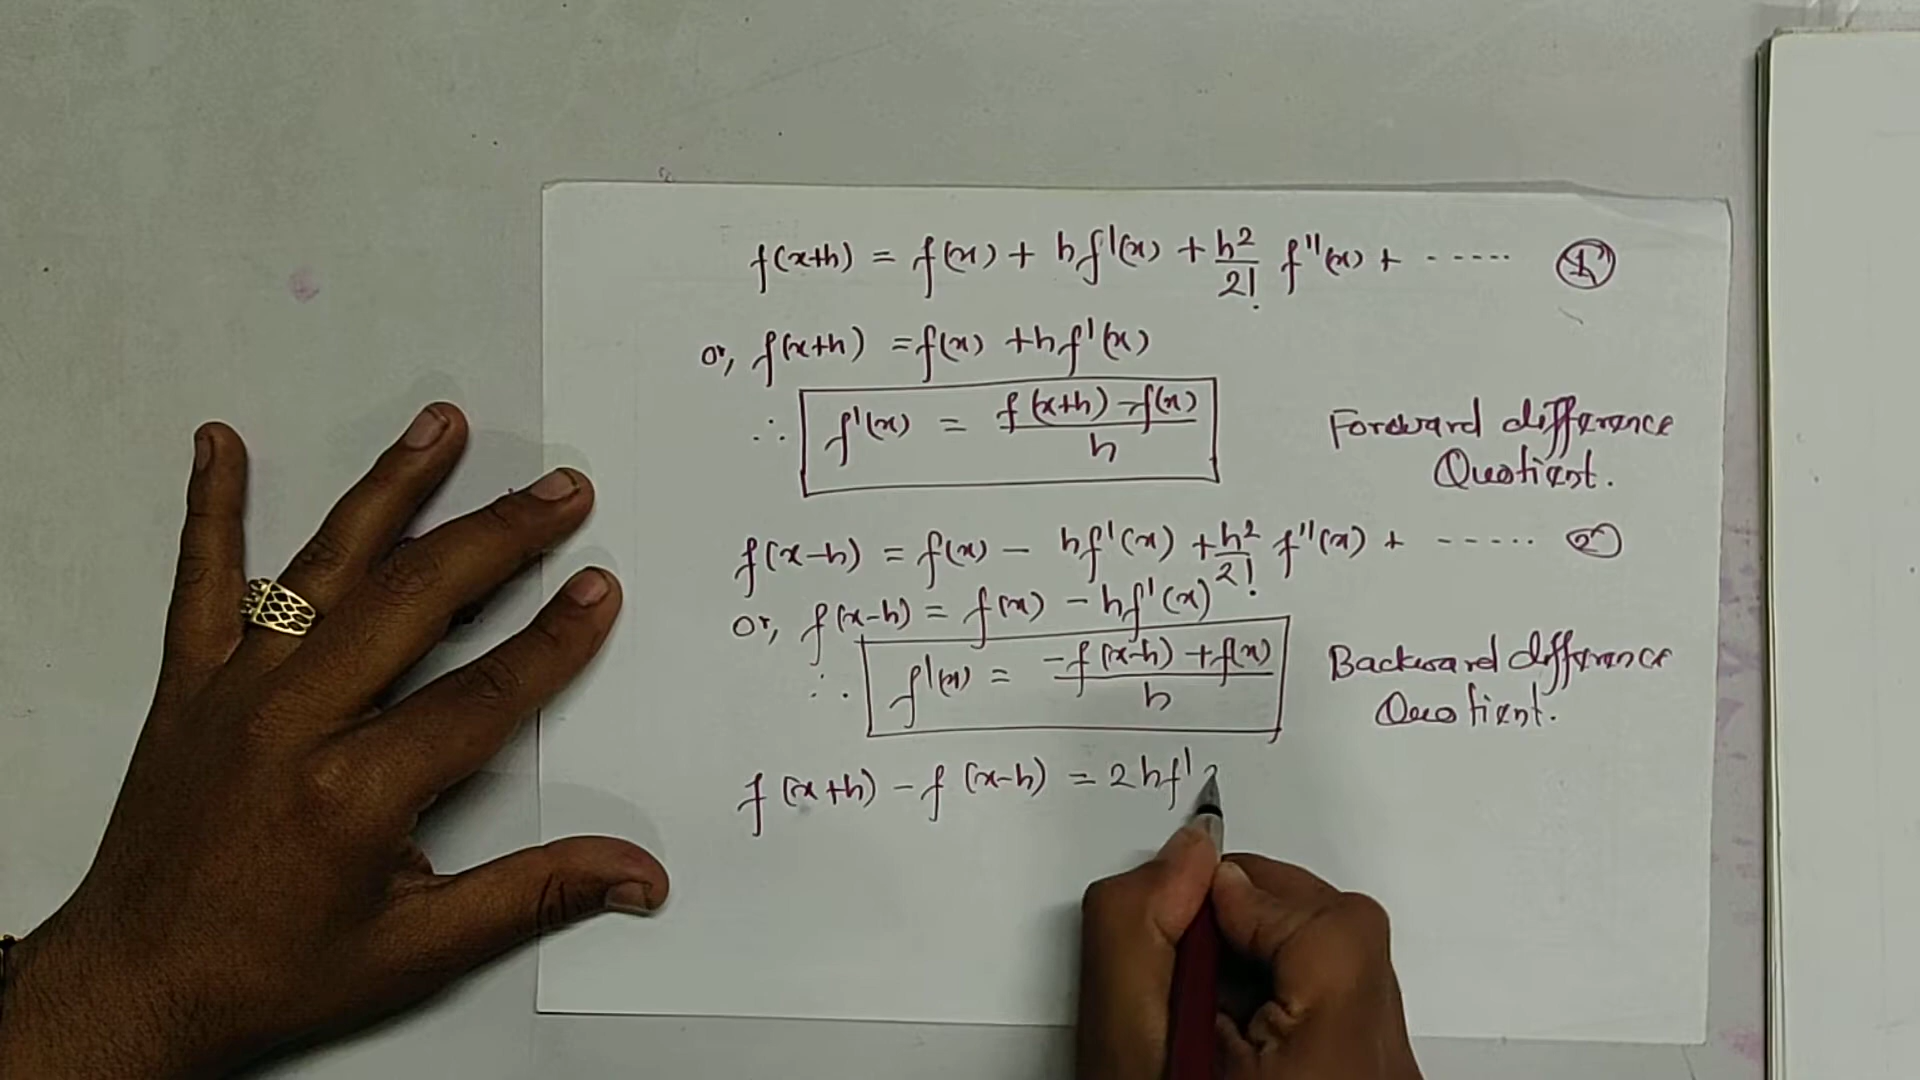 f(x+h) = f(x) + hf'(x) + h²/2! f''(x) + ------ ①
or, f(x+h) = f(x) + hf'(x)
∴ f'(x) = f(x+h) - f(x) / h
Forward difference
Quotient.
f(x-h) = f(x) - hf'(x) + h²/2! f''(x) + ------ ②
or, f(x-h) = f(x) - hf'(x)
∴ f'(x) = -f(x-h) + f(x) / h
Backward difference
Quotient.
f(x+h) - f(x-h) = 2hf'